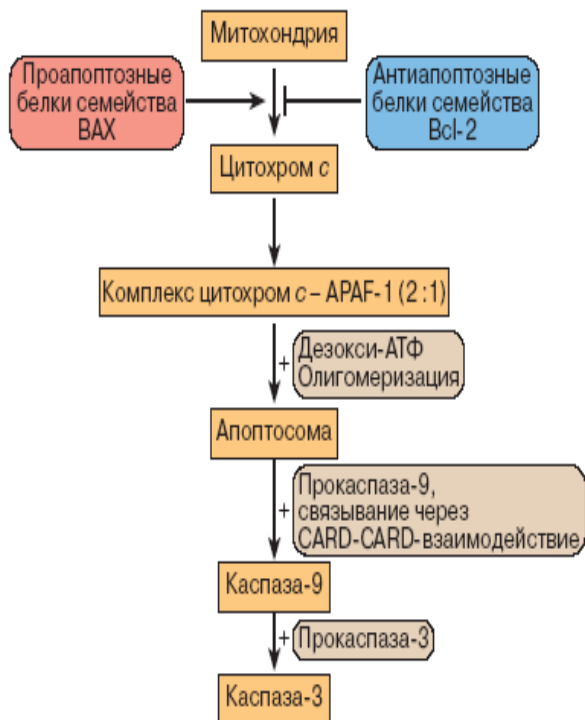 Митохондрия
Проапоптозные
белки семейства
BAX
Антиапоптозные
белки семейства
Bcl-2
Цитохром c
Комплекс цитохром c – APAF-1 (2 : 1)
+ Дезокси-АТФ
Олигомеризация
Апоптосома
+ Прокаспаза-9,
связывание через
CARD-CARD-взаимодействие
Каспаза-9
+ Прокаспаза-3
Каспаза-3